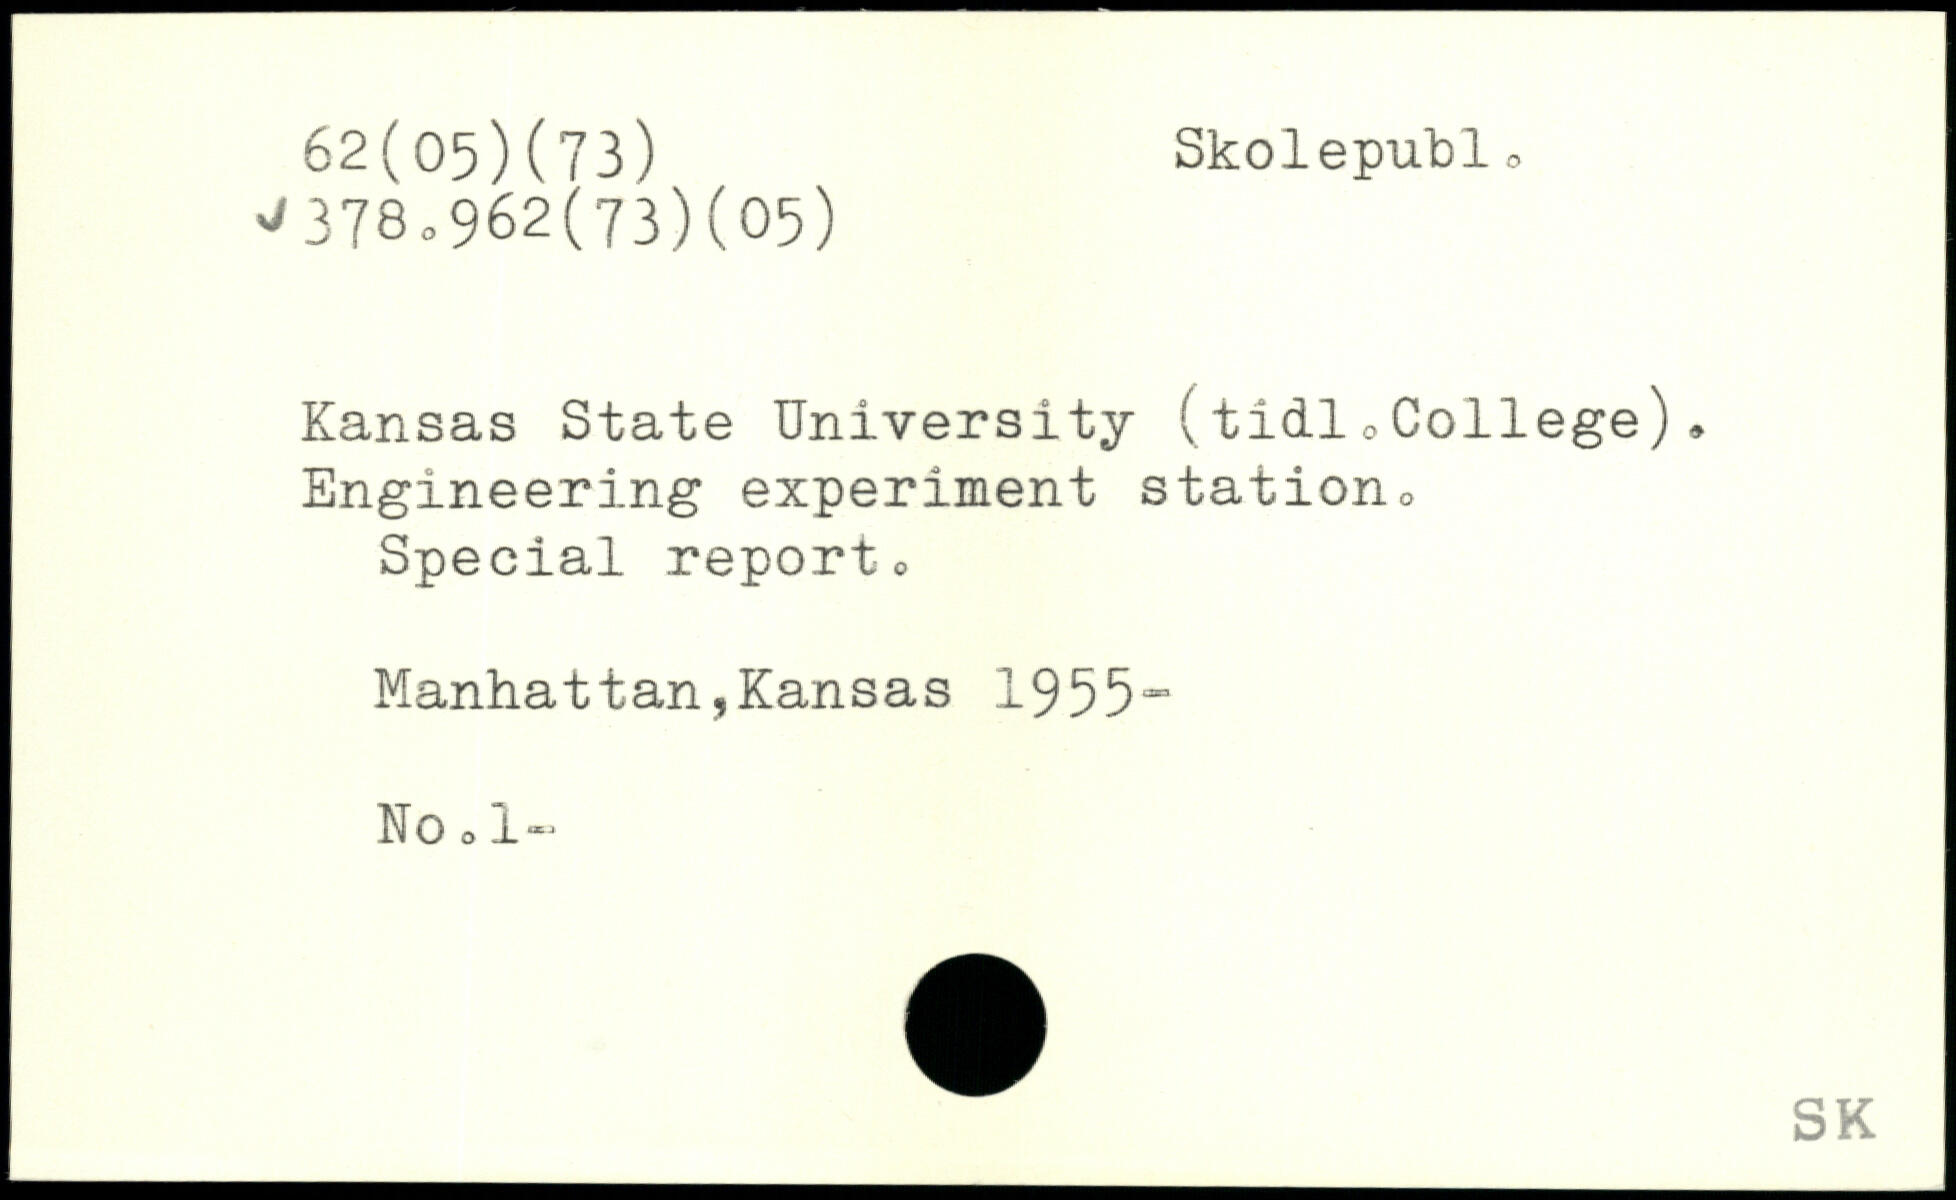 62(05)(73) Skolepubl.
✓378.962(73)(05)
Kansas State University (tidl.College).
Engineering experiment station.
Special report.
Manhattan,Kansas 1955-
No.1-
SK